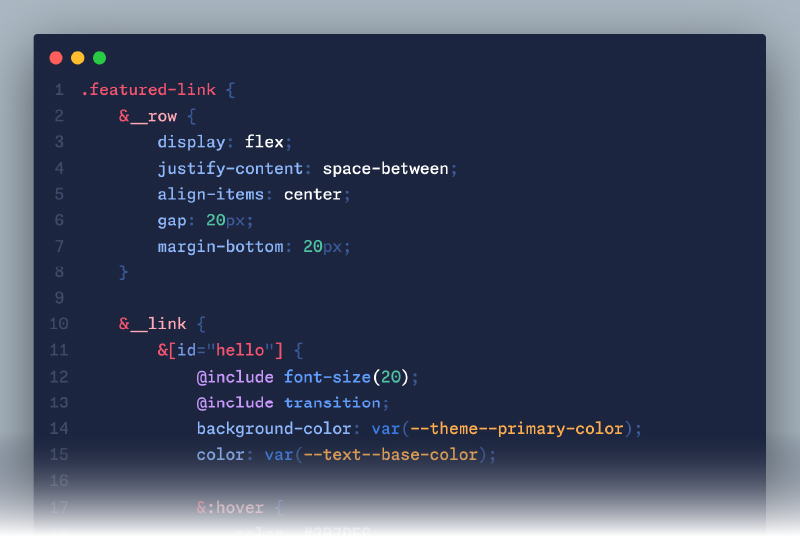 1 .featured-link {
2 &__row {
3 display: flex;
4 justify-content: space-between;
5 align-items: center;
6 gap: 20px;
7 margin-bottom: 20px;
8 }
9
10 &__link {
11 &[id="hello"] {
12 @include font-size(20);
13 @include transition;
14 background-color: var(--theme--primary-color);
15 color: var(--text--base-color);
16
17 &:hover {